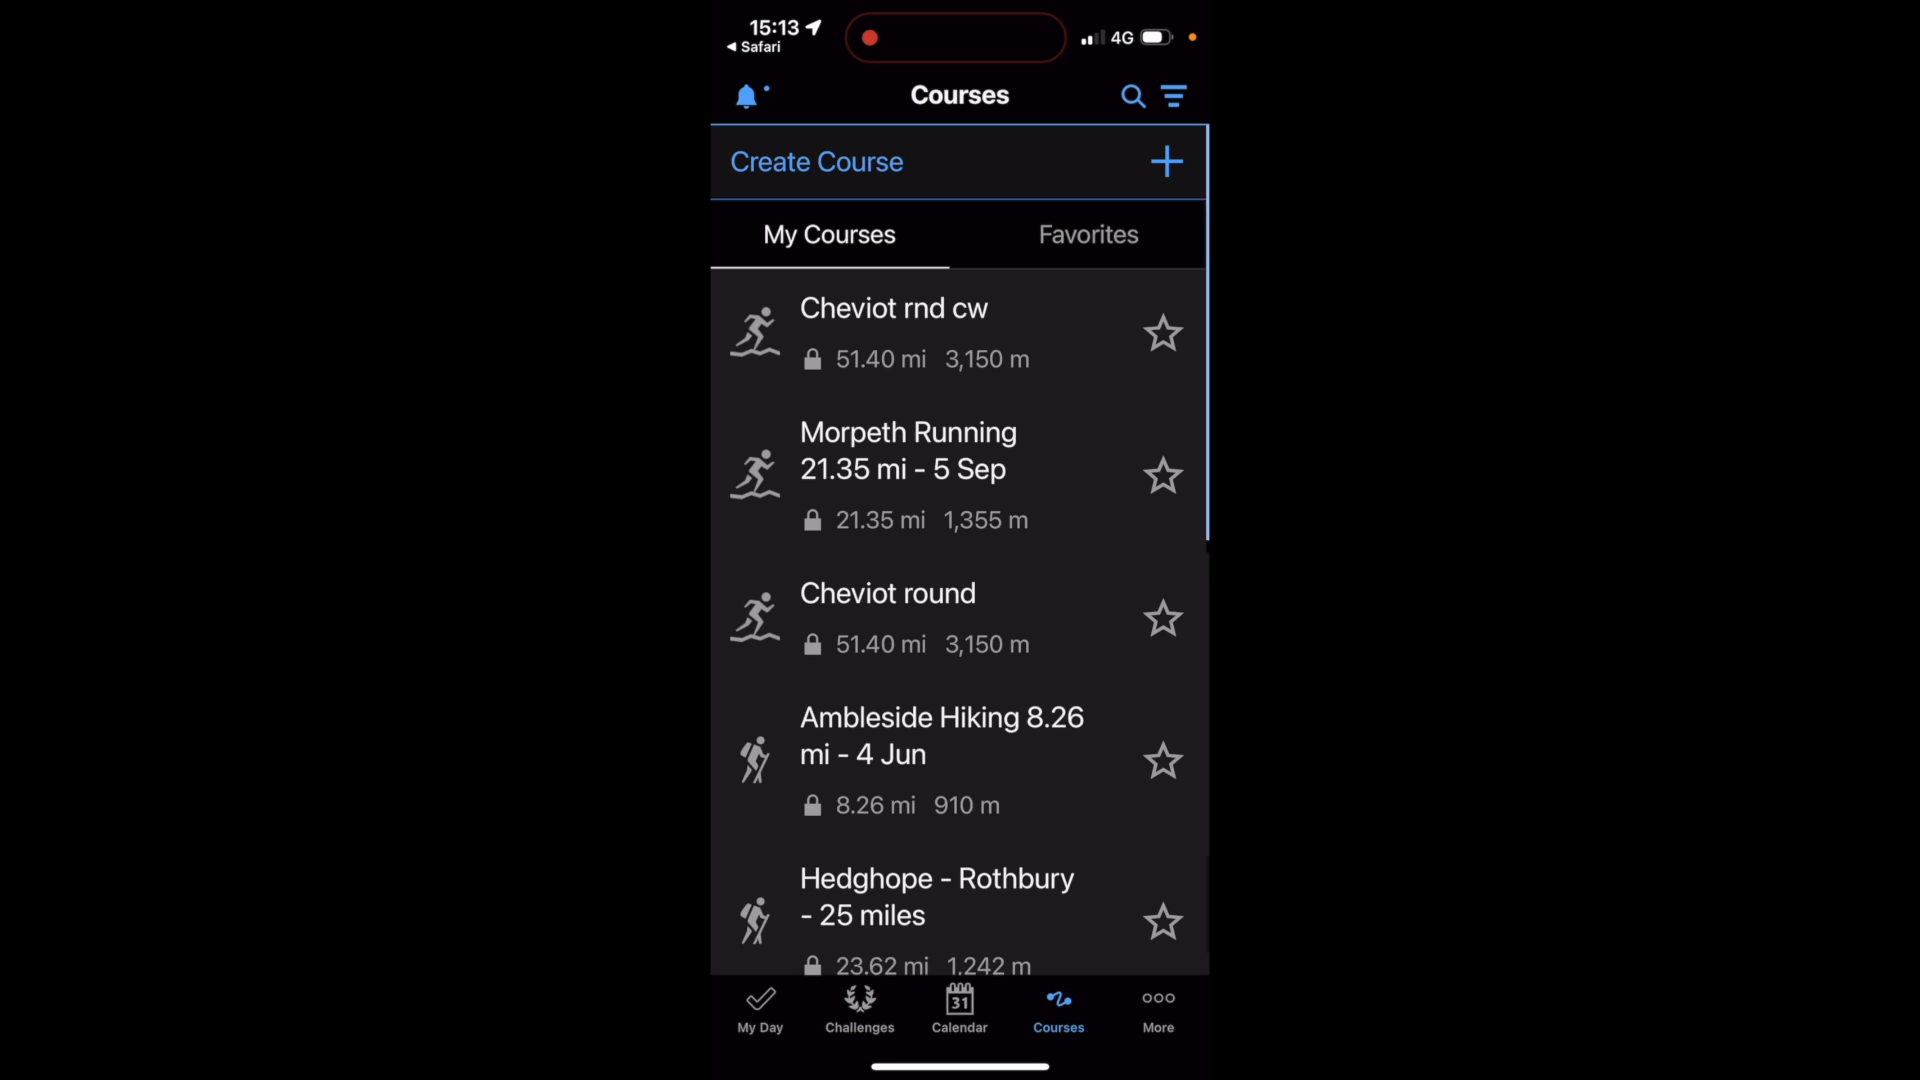 15:13
◀ Safari
4G
Courses
Create Course
My Courses
Favorites
Cheviot rnd cw
51.40 mi 3,150 m
Morpeth Running
21.35 mi - 5 Sep
21.35 mi 1,355 m
Cheviot round
51.40 mi 3,150 m
Ambleside Hiking 8.26
mi - 4 Jun
8.26 mi 910 m
Hedghope - Rothbury
- 25 miles
23.62 mi 1,242 m
31
My Day
Challenges
Calendar
Courses
More